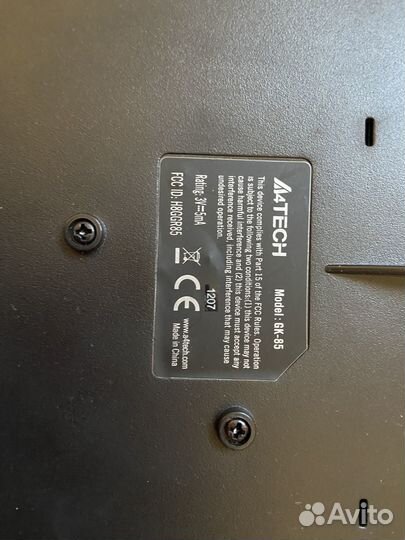 A4TECH
Model : GK-85
This device complies with Part 15 of the FCC Rules. Operation
is subject to the following two conditions:(1) this device may not
cause harmful interference and (2) this device must accept any
interference received, including interference that may cause
undesired operation.
Rating: 3V⎓5mA
FCC ID: H8GGR85
CE
1207
www.a4tech.com
Made in China
Avito